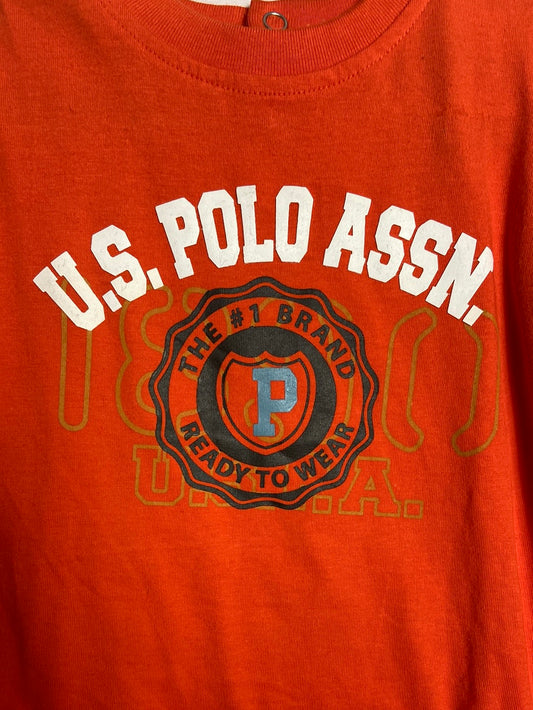 U.S. POLO ASSN.
THE #1 BRAND
P
READY TO WEAR